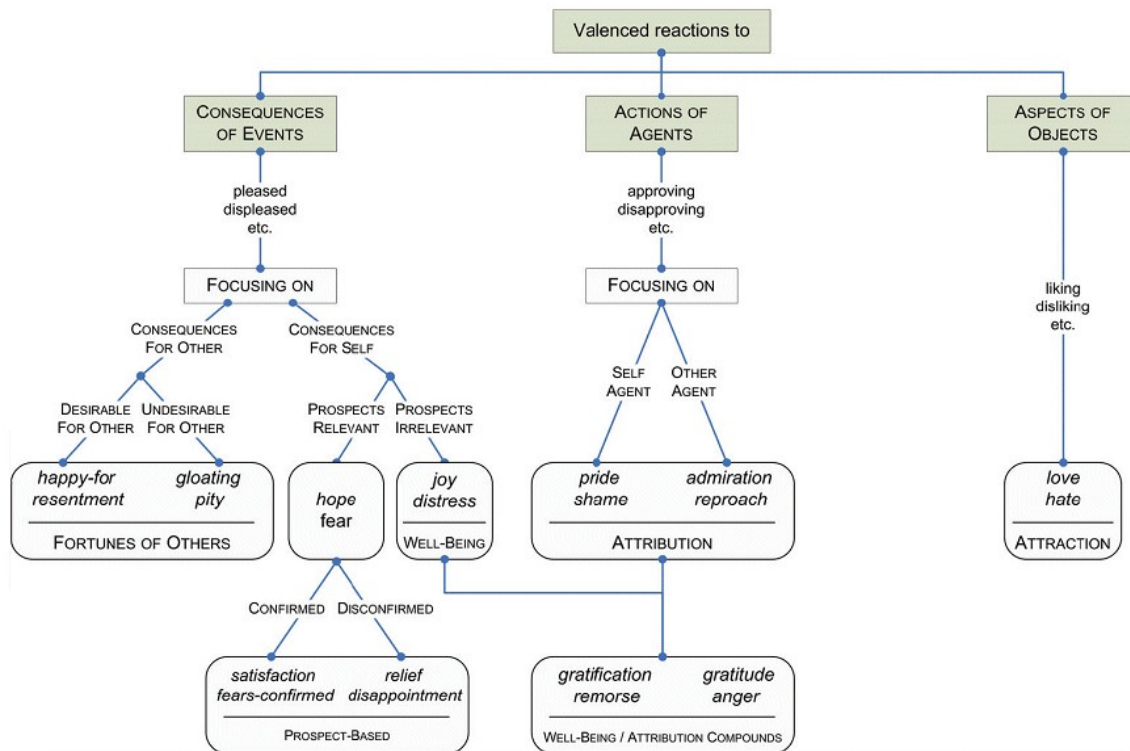 Valenced reactions to
CONSEQUENCES
OF EVENTS
ACTIONS OF
AGENTS
ASPECTS OF
OBJECTS
pleased
displeased
etc.
approving
disapproving
etc.
liking
disliking
etc.
FOCUSING ON
FOCUSING ON
CONSEQUENCES
FOR OTHER
CONSEQUENCES
FOR SELF
SELF
AGENT
OTHER
AGENT
DESIRABLE
FOR OTHER
UNDESIRABLE
FOR OTHER
PROSPECTS
RELEVANT
PROSPECTS
IRRELEVANT
happy-for
resentment
gloating
pity
FORTUNES OF OTHERS
hope
fear
joy
distress
WELL-BEING
pride
shame
admiration
reproach
ATTRIBUTION
love
hate
ATTRACTION
CONFIRMED
DISCONFIRMED
satisfaction
fears-confirmed
relief
disappointment
PROSPECT-BASED
gratification
remorse
gratitude
anger
WELL-BEING / ATTRIBUTION COMPOUNDS